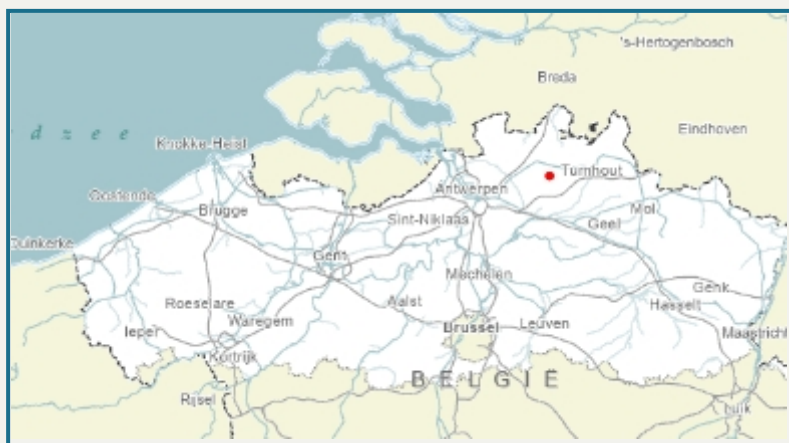 's-Hertogenbosch
Breda
Eindhoven
d z e e
Knokke-Heist
Turnhout
Antwerpen
Oostende
Brugge
Sint-Niklaas
Geel
Mol
Duinkerke
Gent
Mechelen
Genk
Roeselare
Aalst
Hasselt
Ieper
Waregem
Brussel
Leuven
Maastricht
Kortrijk
BELGIË
Rijsel
Luik